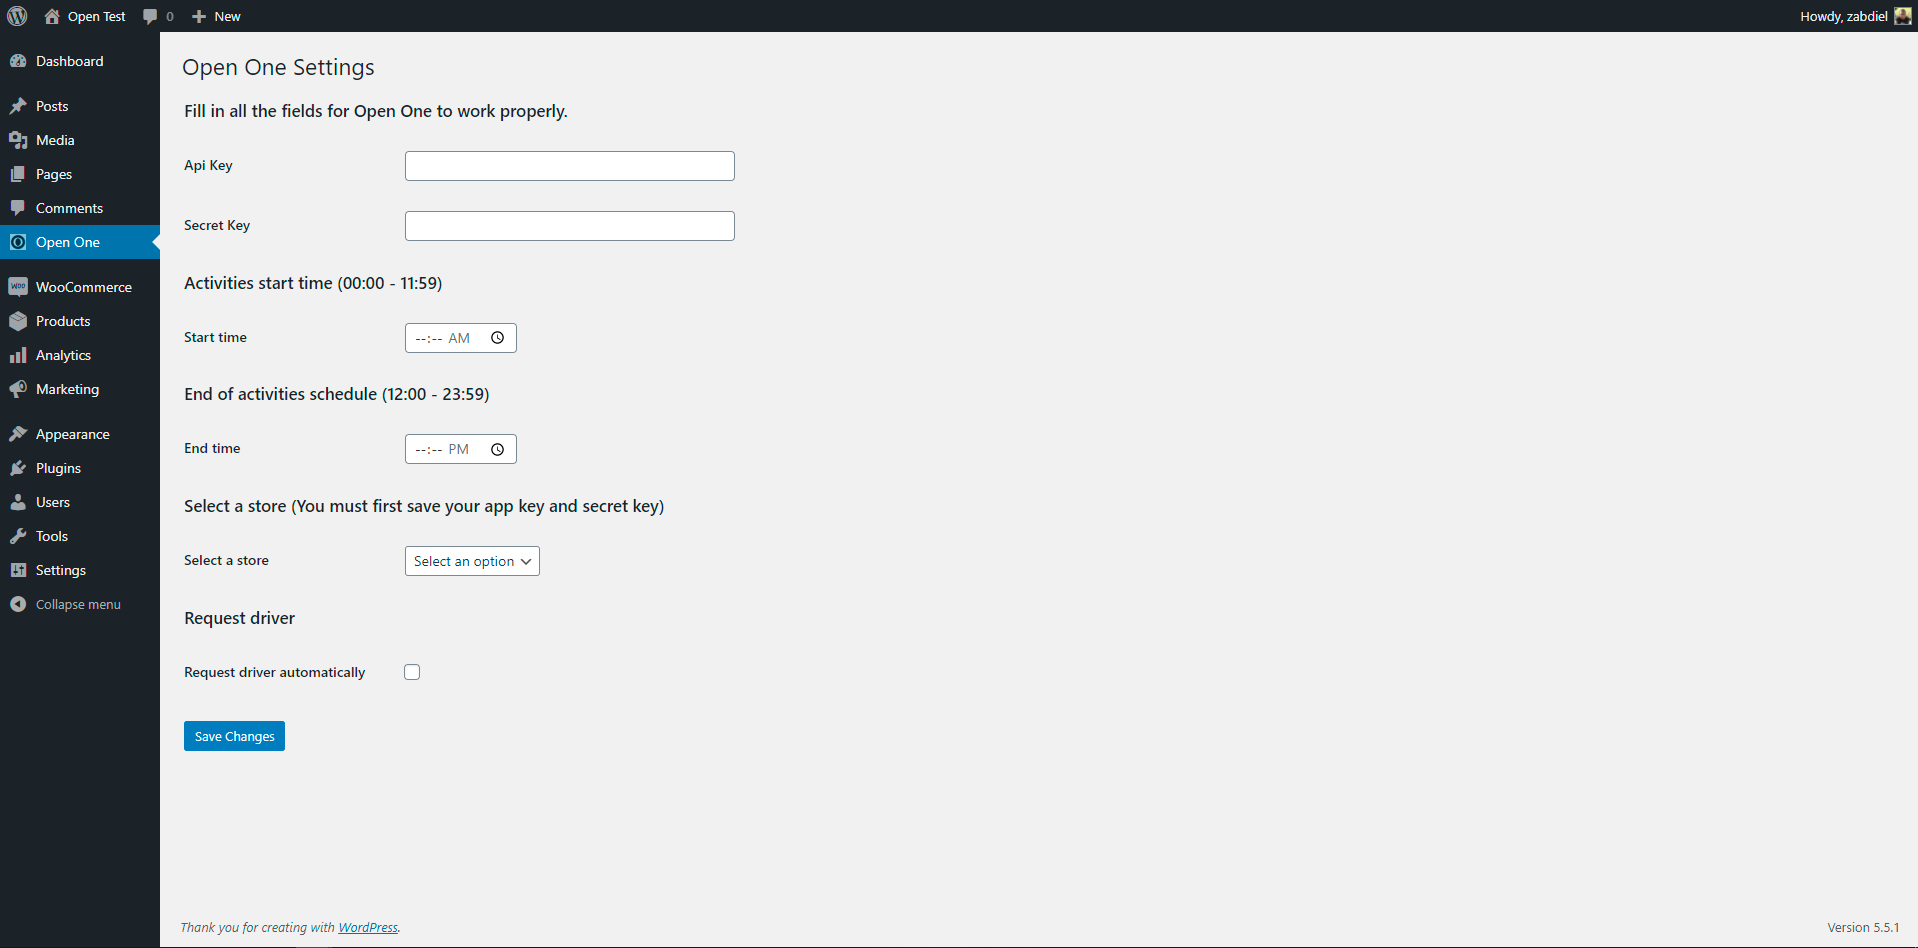 Open Test 0 New Howdy, zabdiel
Dashboard
Posts
Media
Pages
Comments
Open One
WooCommerce
Products
Analytics
Marketing
Appearance
Plugins
Users
Tools
Settings
Collapse menu
Open One Settings
Fill in all the fields for Open One to work properly.
Api Key
Secret Key
Activities start time (00:00 - 11:59)
Start time --:-- AM
End of activities schedule (12:00 - 23:59)
End time --:-- PM
Select a store (You must first save your app key and secret key)
Select a store Select an option
Request driver
Request driver automatically
Save Changes
Thank you for creating with WordPress. Version 5.5.1